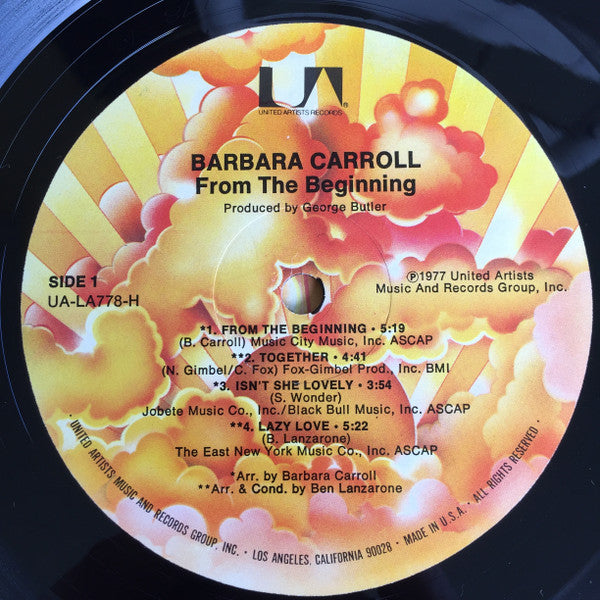 UA
UNITED ARTISTS RECORDS ®
BARBARA CARROLL
From The Beginning
Produced by George Butler
SIDE 1
UA-LA778-H
℗1977 United Artists
Music And Records Group, Inc.
*1. FROM THE BEGINNING • 5:19
(B. Carroll) Music City Music, Inc. ASCAP
**2. TOGETHER • 4:41
(N. Gimbel/C. Fox) Fox-Gimbel Prod., Inc. BMI
*3. ISN'T SHE LOVELY • 3:54
(S. Wonder)
Jobete Music Co., Inc./Black Bull Music, Inc. ASCAP
**4. LAZY LOVE • 5:22
(B. Lanzarone)
The East New York Music Co., Inc. ASCAP
*Arr. by Barbara Carroll
**Arr. & Cond. by Ben Lanzarone
UNITED ARTISTS MUSIC AND RECORDS GROUP, INC. • LOS ANGELES, CALIFORNIA 90028 • MADE IN U.S.A. • ALL RIGHTS RESERVED •